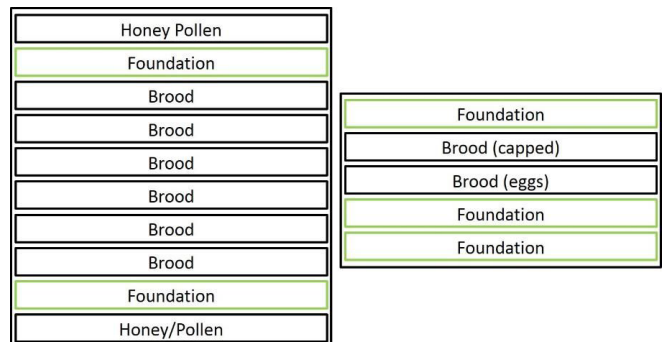 Honey Pollen
Foundation
Brood
Brood
Brood
Brood
Brood
Brood
Foundation
Honey/Pollen
Foundation
Brood (capped)
Brood (eggs)
Foundation
Foundation